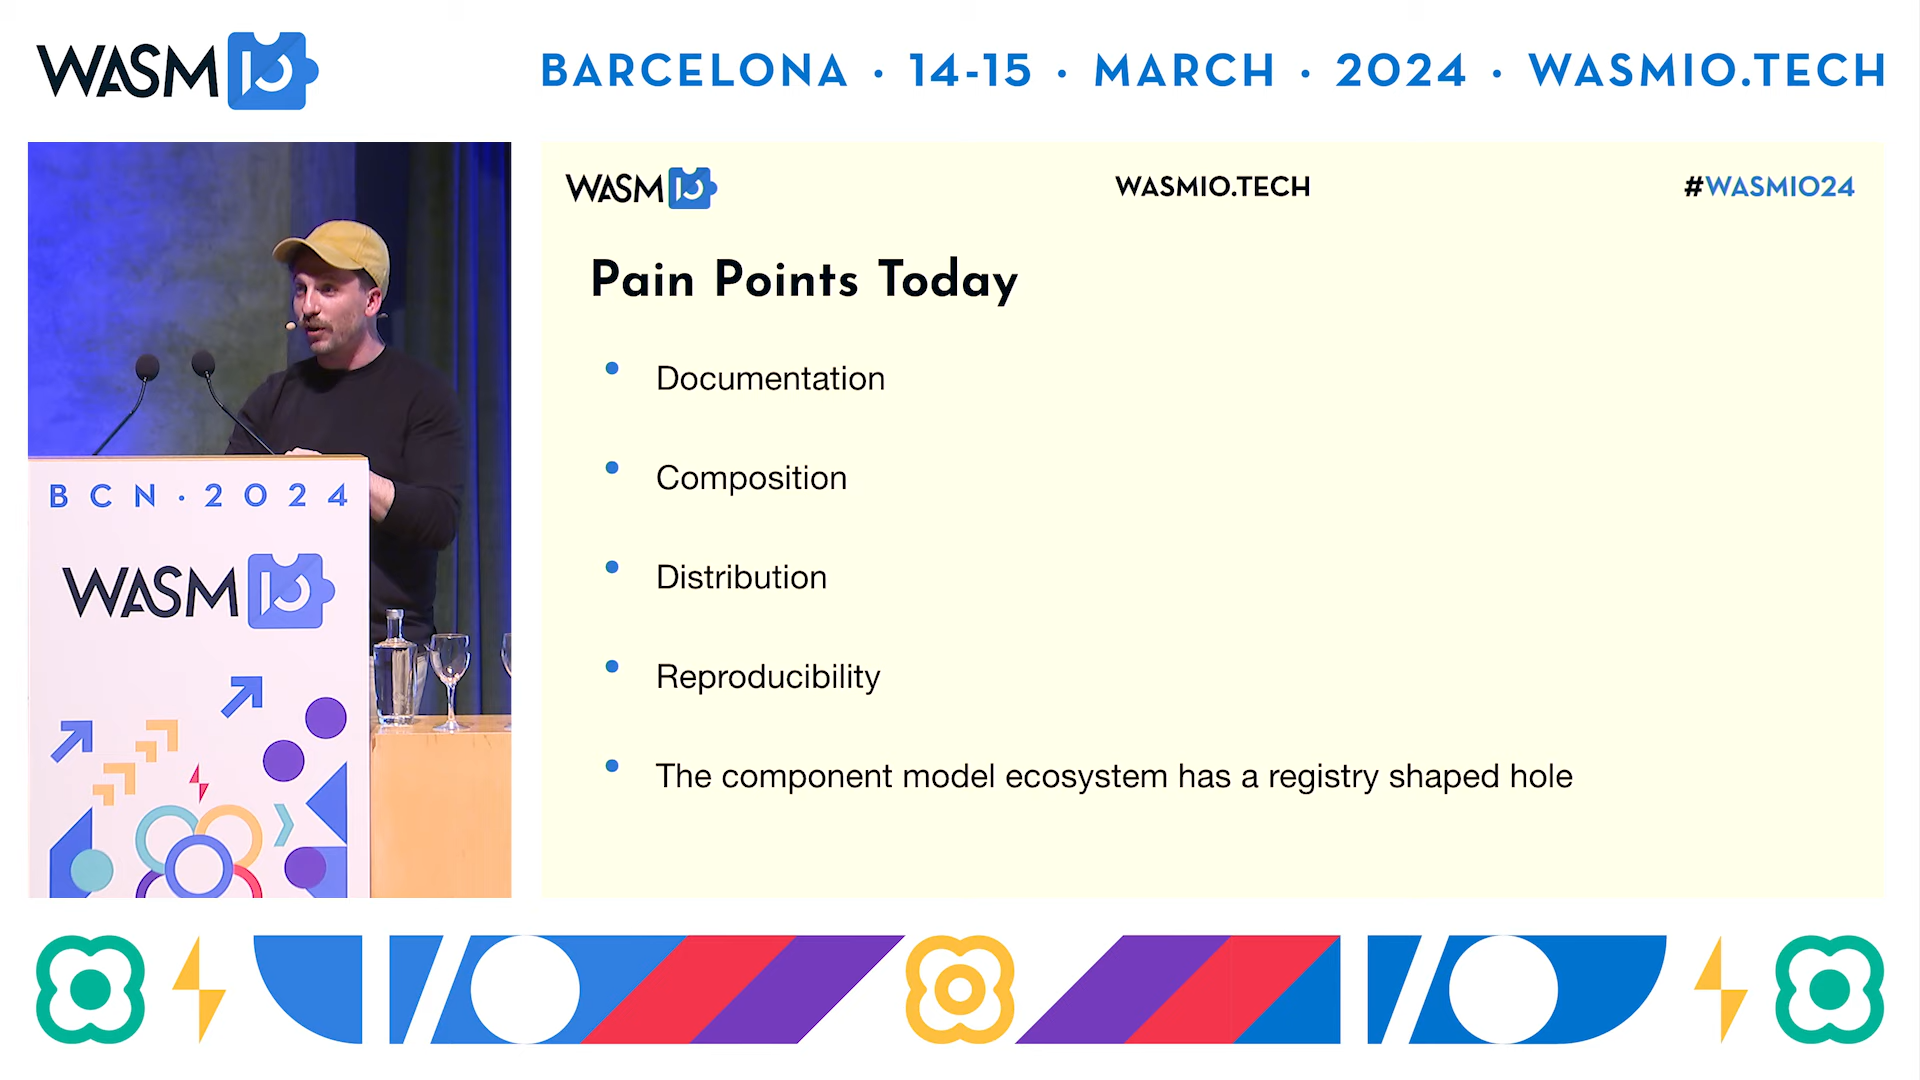 WASM IO
BARCELONA · 14-15 · MARCH · 2024 · WASMIO.TECH
WASM IO
WASMIO.TECH
#WASMIO24
Pain Points Today
• Documentation
• Composition
• Distribution
• Reproducibility
• The component model ecosystem has a registry shaped hole
BCN·2024
WASM IO